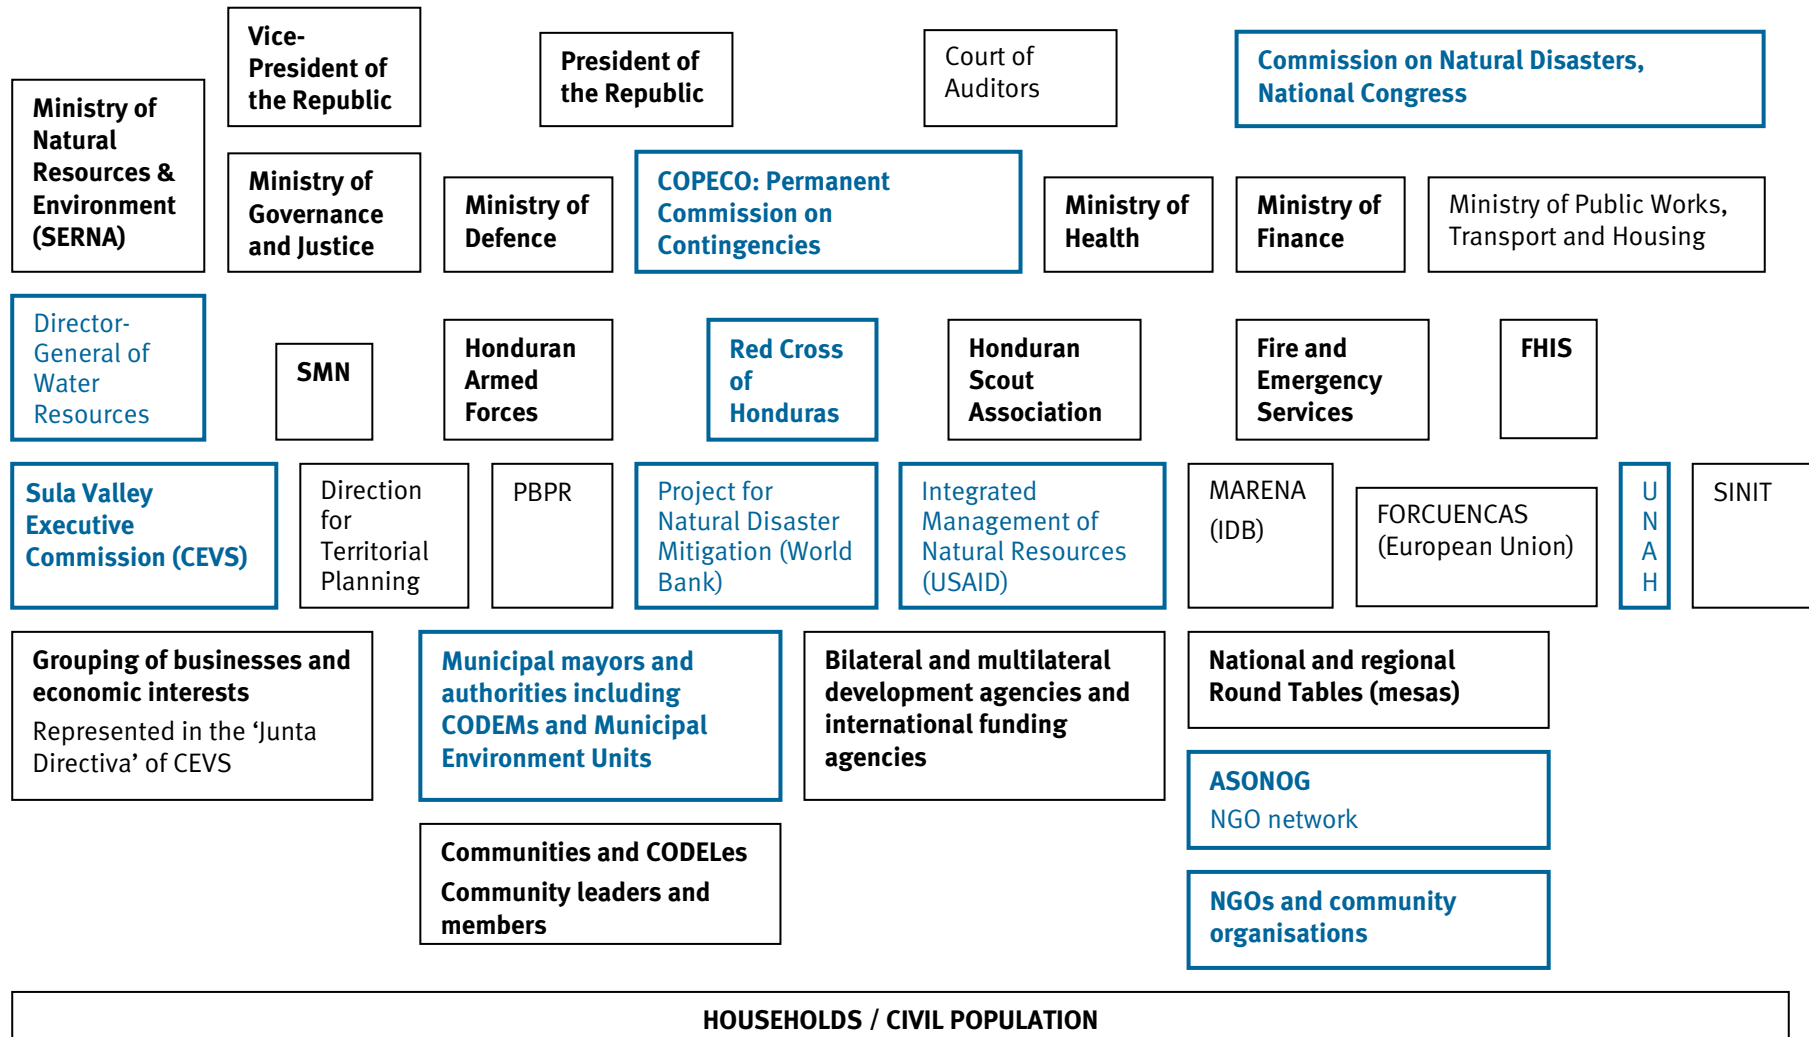 Vice-
President of
the Republic
President of
the Republic
Court of
Auditors
Commission on Natural Disasters,
National Congress
Ministry of
Natural
Resources &
Environment
(SERNA)
Ministry of
Governance
and Justice
Ministry of
Defence
COPECO: Permanent
Commission on
Contingencies
Ministry of
Health
Ministry of
Finance
Ministry of Public Works,
Transport and Housing
Director-
General of
Water
Resources
SMN
Honduran
Armed
Forces
Red Cross
of
Honduras
Honduran
Scout
Association
Fire and
Emergency
Services
FHIS
Sula Valley
Executive
Commission (CEVS)
Direction
for
Territorial
Planning
PBPR
Project for
Natural Disaster
Mitigation (World
Bank)
Integrated
Management of
Natural Resources
(USAID)
MARENA
(IDB)
FORCUENCAS
(European Union)
U
N
A
H
SINIT
Grouping of businesses and
economic interests
Represented in the ‘Junta
Directiva’ of CEVS
Municipal mayors and
authorities including
CODEMs and Municipal
Environment Units
Bilateral and multilateral
development agencies and
international funding
agencies
National and regional
Round Tables (mesas)
ASONOG
NGO network
Communities and CODELes
Community leaders and
members
NGOs and community
organisations
HOUSEHOLDS / CIVIL POPULATION